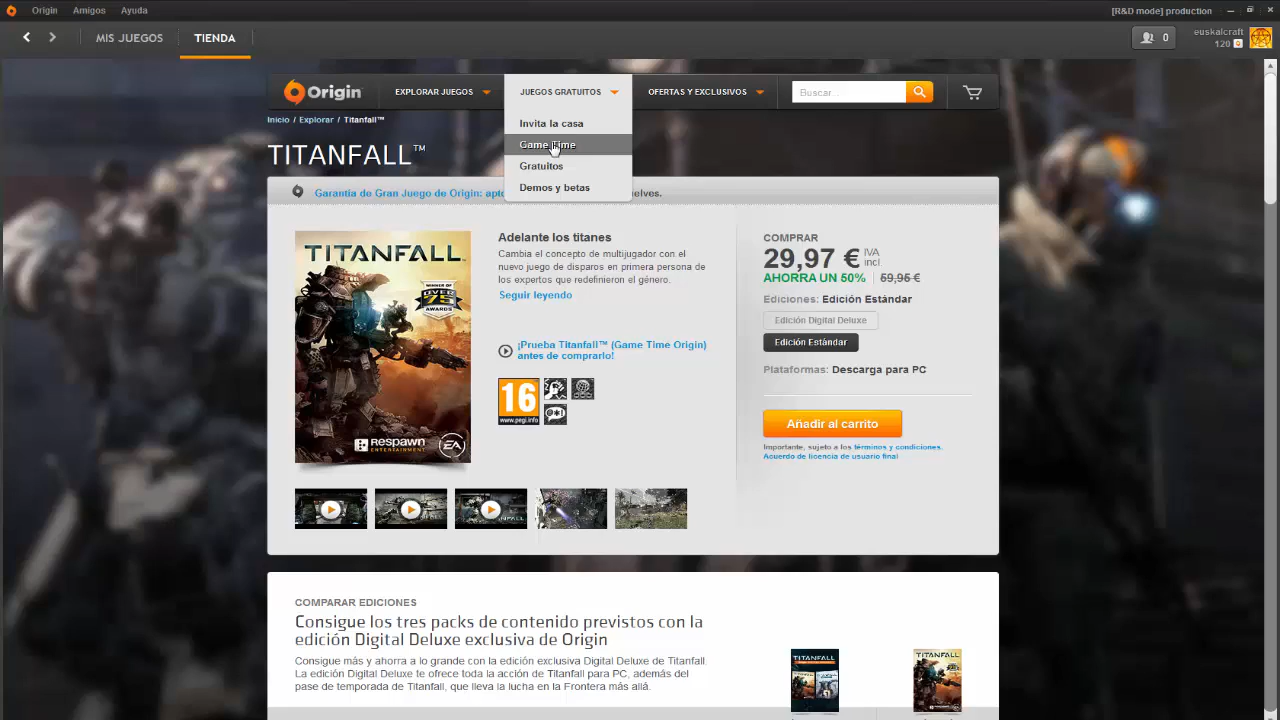 Origin Amigos Ayuda [R&D mode] production
MIS JUEGOS TIENDA 0 euskalcraft
120
Origin EXPLORAR JUEGOS JUEGOS GRATUITOS OFERTAS Y EXCLUSIVOS Buscar...
Inicio / Explorar / Titanfall™
Invita la casa
Game Time
Gratuitos
Demos y betas
TITANFALL™
Garantía de Gran Juego de Origin:
TITANFALL
WINNER OF
OVER
75
AWARDS
RESPAWN
ENTERTAINMENT
EA
Adelante los titanes
Cambia el concepto de multijugador con el
nuevo juego de disparos en primera persona de
los expertos que redefinieron el género.
Seguir leyendo
¡Prueba Titanfall™ (Game Time Origin)
antes de comprarlo!
16
www.pegi.info
COMPRAR
29,97 € IVA
incl
AHORRA UN 50% 59,95 €
Ediciones: Edición Estándar
Edición Digital Deluxe
Edición Estándar
Plataformas: Descarga para PC
Añadir al carrito
Importante, sujeto a los términos y condiciones.
Acuerdo de licencia de usuario final
COMPARAR EDICIONES
Consigue los tres packs de contenido previstos con la
edición Digital Deluxe exclusiva de Origin
Consigue más y ahorra a lo grande con la edición exclusiva Digital Deluxe de Titanfall.
La edición Digital Deluxe te ofrece toda la acción de Titanfall para PC, además del
pase de temporada de Titanfall, que lleva la lucha en la Frontera más allá.
TITANFALL
TITANFALL